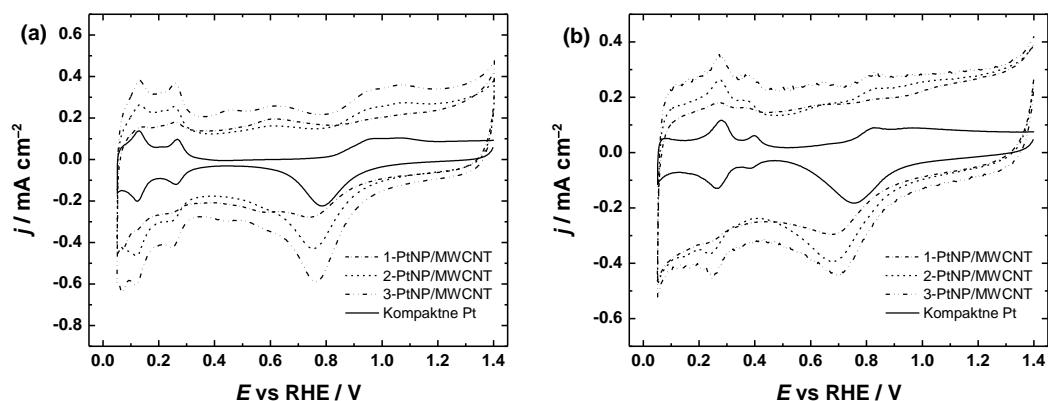 (a)
0.8
0.6
0.4
0.2
0.0
-0.2
-0.4
-0.6
-0.8
j / mA cm⁻²
1-PtNP/MWCNT
2-PtNP/MWCNT
3-PtNP/MWCNT
Kompaktne Pt
0.0 0.2 0.4 0.6 0.8 1.0 1.2 1.4
E vs RHE / V
(b)
0.4
0.2
0.0
-0.2
-0.4
-0.6
j / mA cm⁻²
1-PtNP/MWCNT
2-PtNP/MWCNT
3-PtNP/MWCNT
Kompaktne Pt
0.0 0.2 0.4 0.6 0.8 1.0 1.2 1.4
E vs RHE / V